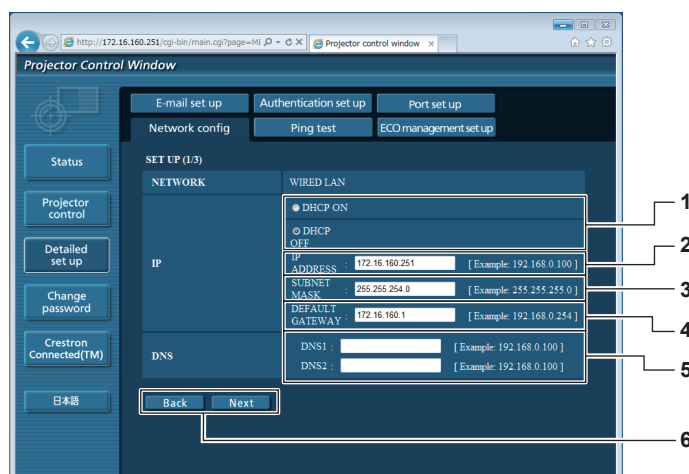 http://172.16.160.251/cgi-bin/main.cgi?page=ME
Projector control window
Projector Control Window
E-mail set up
Authentication set up
Port set up
Network config
Ping test
ECO management set up
Status
Projector
control
Detailed
set up
Change
password
Crestron
Connected(TM)
日本語
SET UP (1/3)
NETWORK WIRED LAN
IP
DHCP ON
DHCP
OFF
IP
ADDRESS : 172.16.160.251 [ Example: 192.168.0.100 ]
SUBNET
MASK : 255.255.254.0 [ Example: 255.255.255.0 ]
DEFAULT
GATEWAY : 172.16.160.1 [ Example: 192.168.0.254 ]
DNS
DNS1 : [ Example: 192.168.0.100 ]
DNS2 : [ Example: 192.168.0.100 ]
Back Next
1
2
3
4
5
6